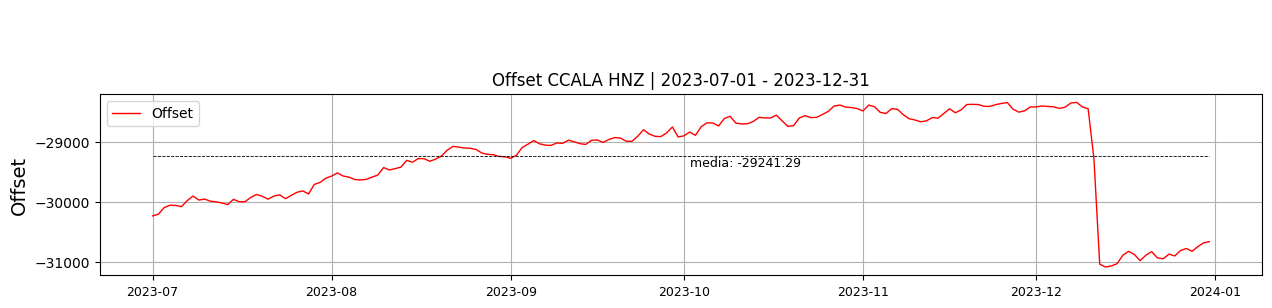 Offset CCALA HNZ | 2023-07-01 - 2023-12-31
Offset
Offset
−29000
−30000
−31000
media: -29241.29
2023-07
2023-08
2023-09
2023-10
2023-11
2023-12
2024-01